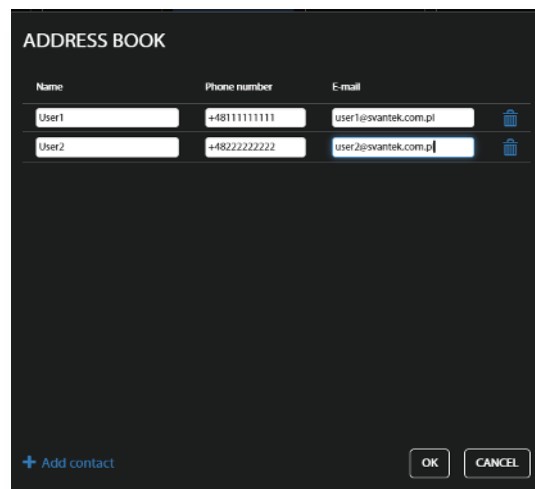 ADDRESS BOOK
Name Phone number E-mail
User1 +48111111111 user1@svantek.com.pl
User2 +48222222222 user2@svantek.com.pl
+ Add contact OK CANCEL